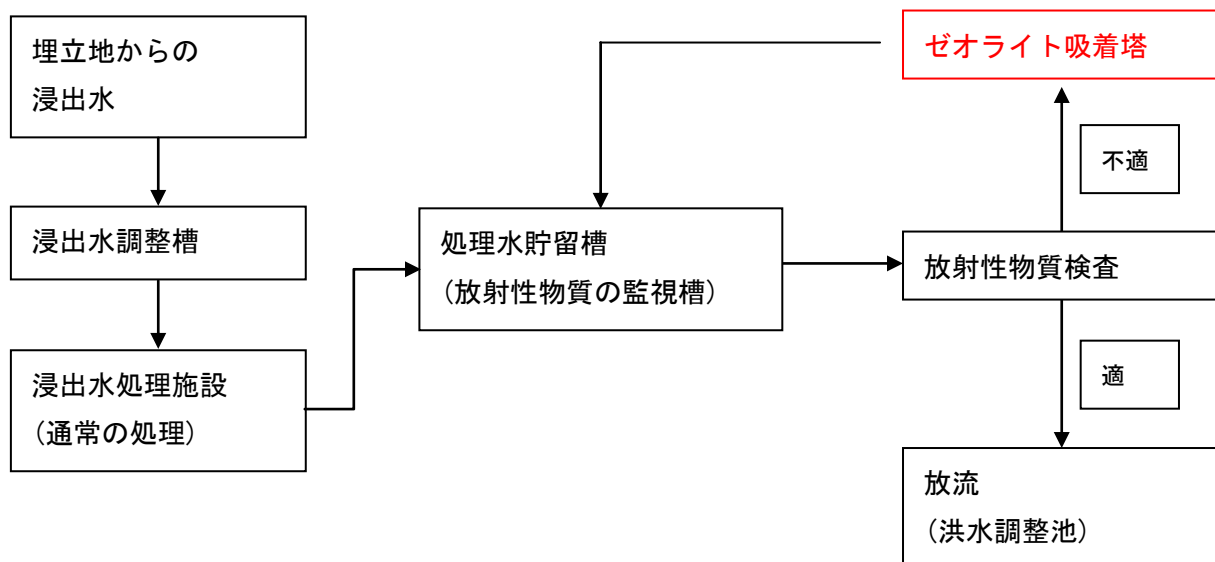 埋立地からの
浸出水
浸出水調整槽
浸出水処理施設
(通常の処理)
処理水貯留槽
(放射性物質の監視槽)
ゼオライト吸着塔
不適
放射性物質検査
適
放流
(洪水調整池)